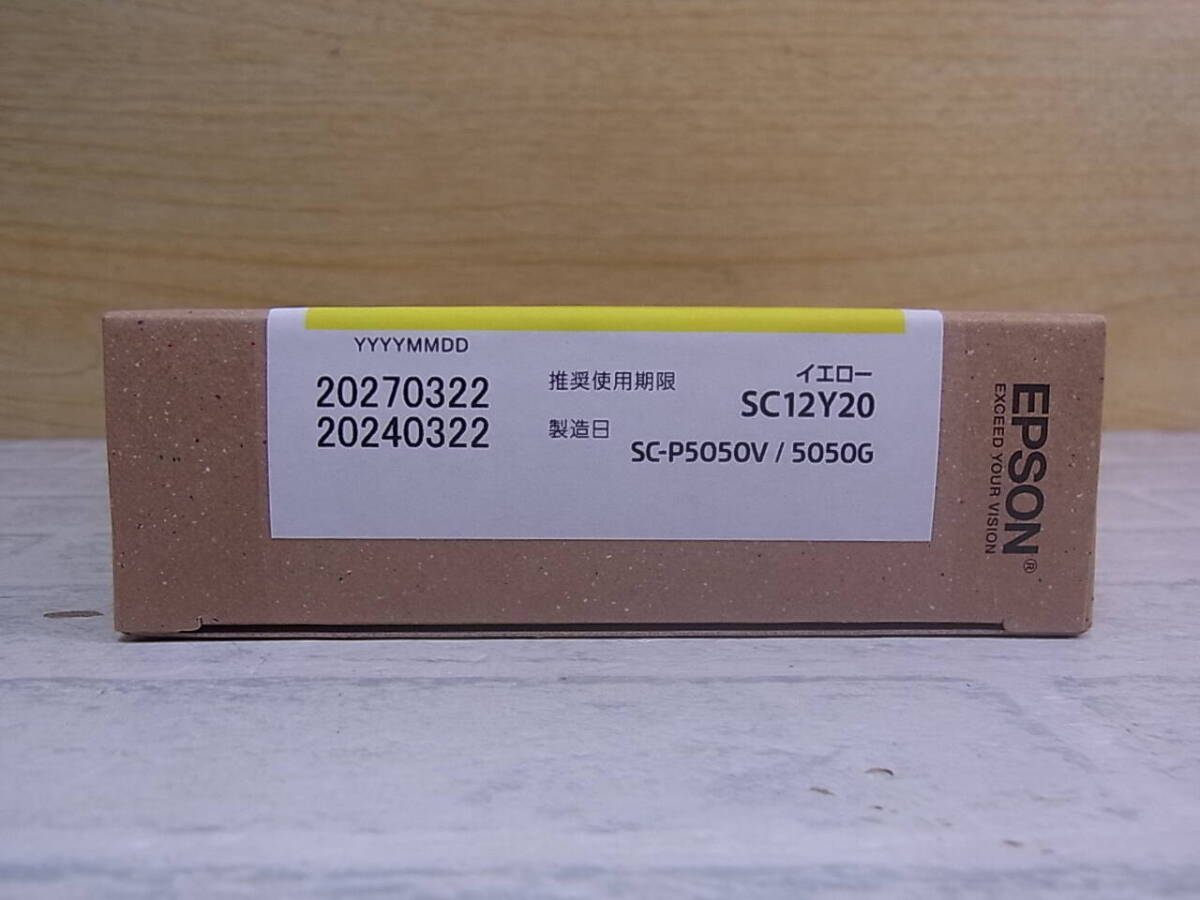 YYYYMMDD
20270322 推奨使用期限
20240322 製造日
イエロー
SC12Y20
SC-P5050V / 5050G
EPSON®
EXCEED YOUR VISION